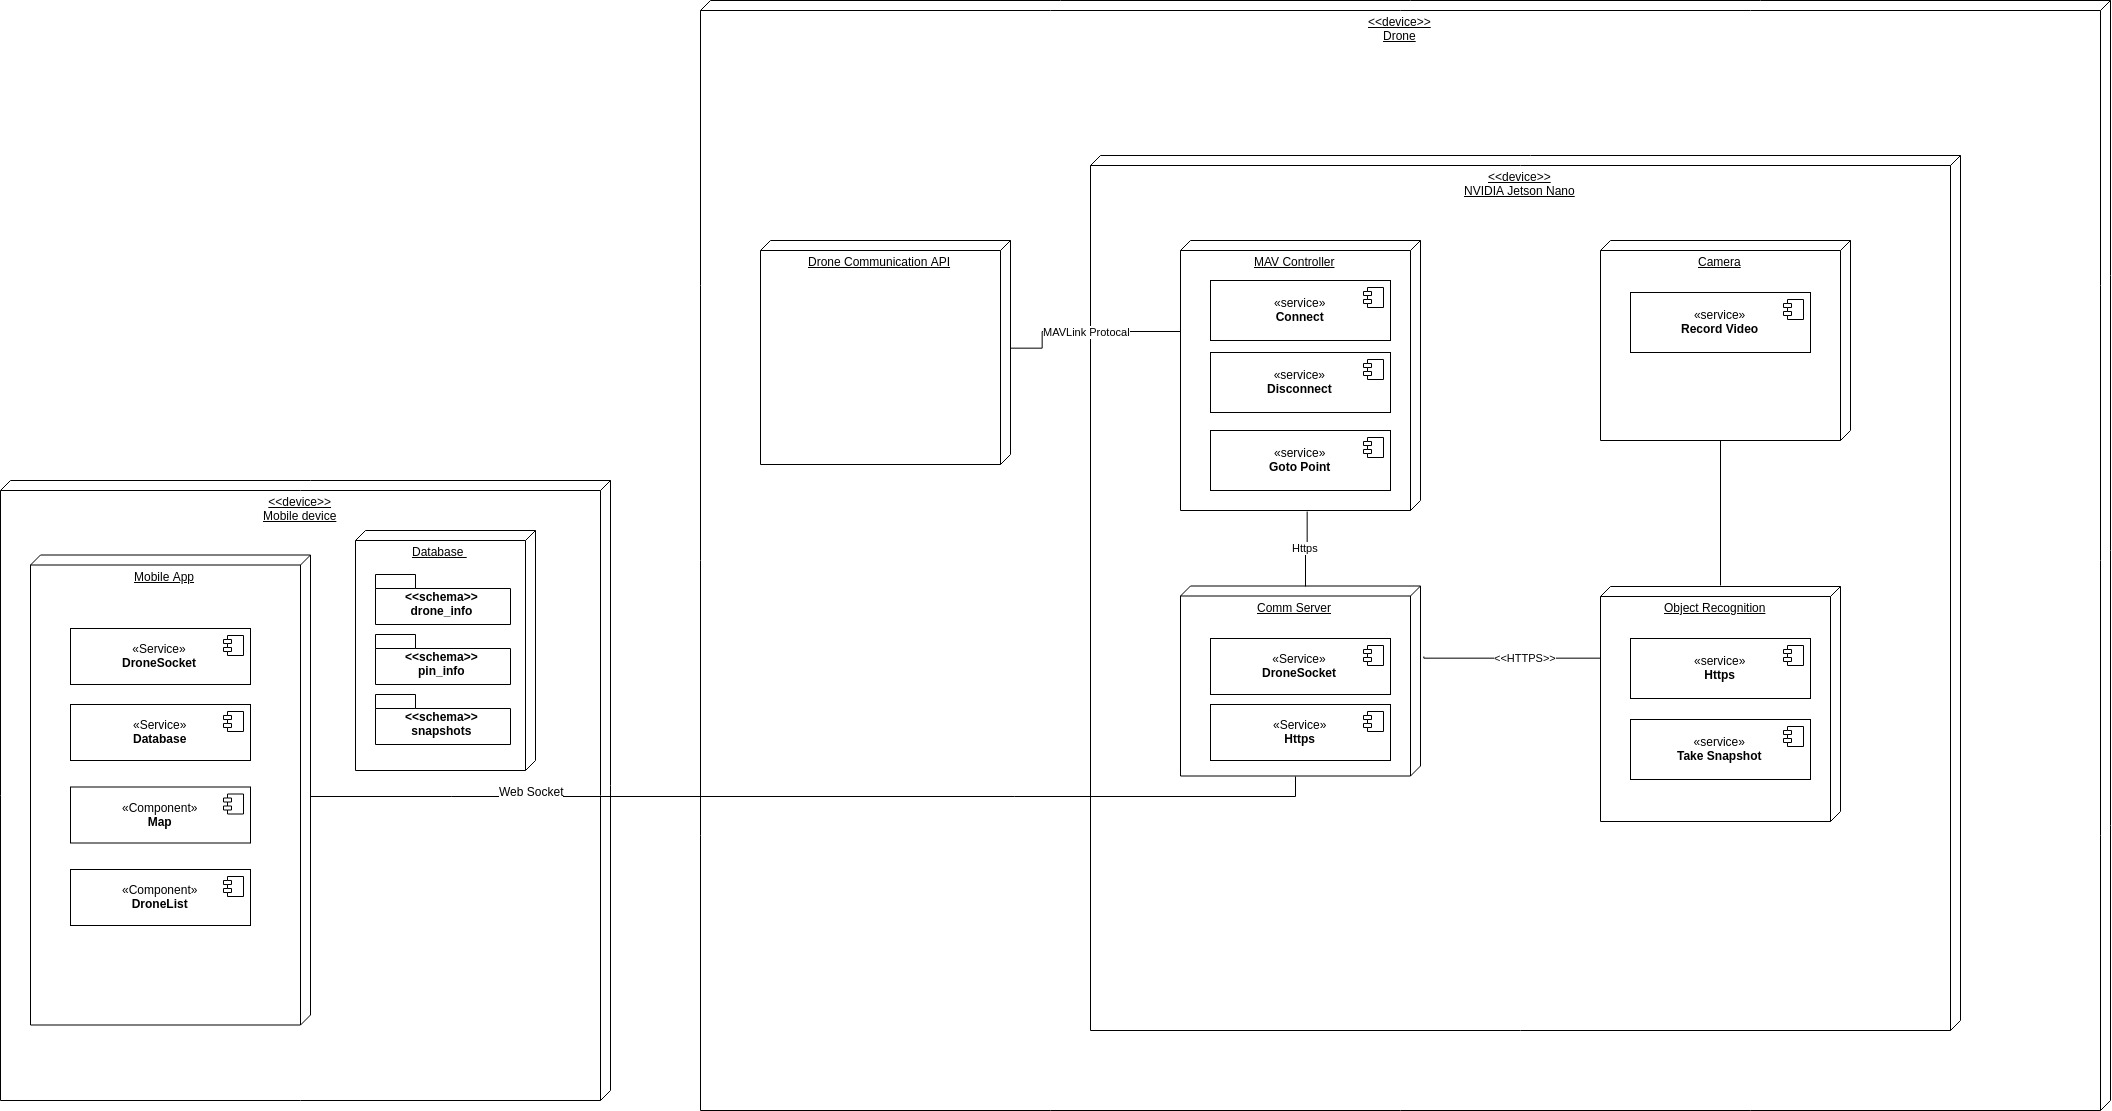 <<device>>
Drone
<<device>>
NVIDIA Jetson Nano
Drone Communication API
MAVLink Protocal
MAV Controller
«service»
Connect
«service»
Disconnect
«service»
Goto Point
Camera
«service»
Record Video
Https
Comm Server
«Service»
DroneSocket
«Service»
Https
<<HTTPS>>
Object Recognition
«service»
Https
«service»
Take Snapshot
<<device>>
Mobile device
Mobile App
«Service»
DroneSocket
«Service»
Database
«Component»
Map
«Component»
DroneList
Database
<<schema>>
drone_info
<<schema>>
pin_info
<<schema>>
snapshots
Web Socket